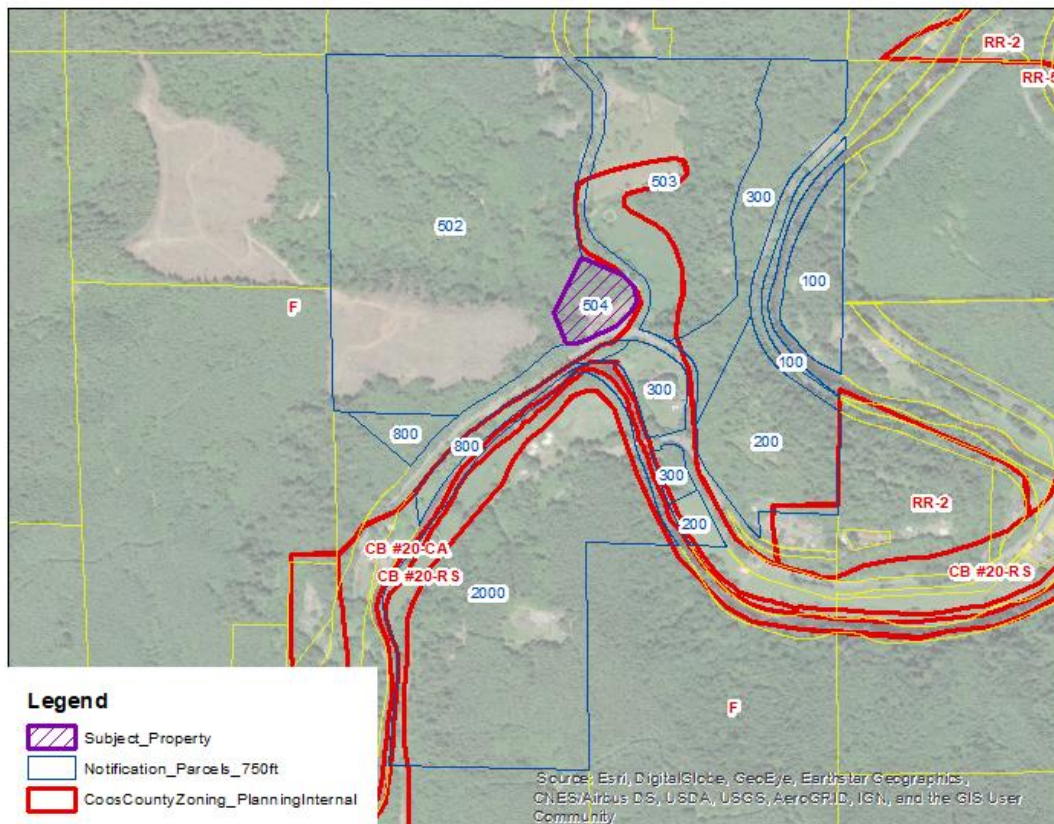 RR-2
RR-5
503
300
502
100
F
504
100
300
800
800
200
300
RR-2
200
CB #20-CA
CB #20-RS
CB #20-RS
2000
F
Legend
Subject_Property
Notification_Parcels_750ft
CoosCountyZoning_PlanningInternal
Source: Esri, DigitalGlobe, GeoEye, Earthstar Geographics,
CNES/Airbus DS, USDA, USGS, AeroGRID, IGN, and the GIS User
Community